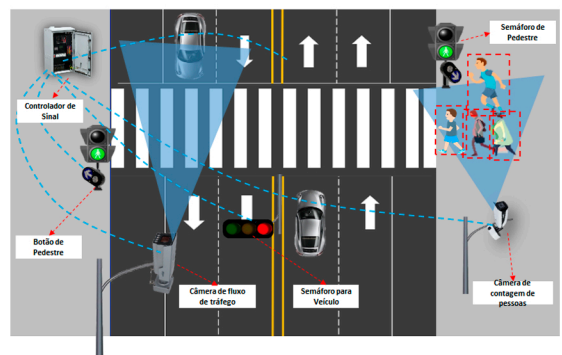 Semáforo de
Pedestre
Controlador de
Sinal
Botão de
Pedestre
Câmera de fluxo
de tráfego
Semáforo para
Veículo
Câmera de
contagem de
pessoas